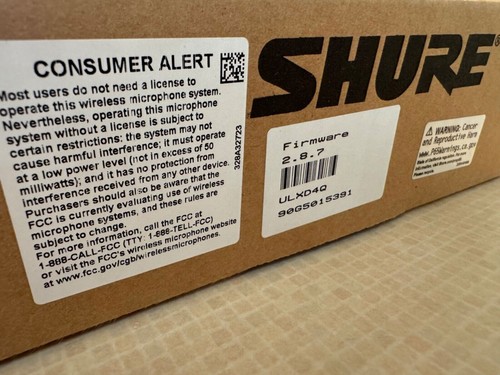 CONSUMER ALERT
Most users do not need a license to
operate this wireless microphone system.
Nevertheless, operating this microphone
system without a license is subject to
certain restrictions: the system may not
cause harmful interference; it must operate
at a low power level (not in excess of 50
milliwatts); and it has no protection from
interference received from any other device.
Purchasers should also be aware that the
FCC is currently evaluating use of wireless
microphone systems, and these rules are
subject to change.
For more information, call the FCC at
1-888-CALL-FCC (TTY: 1-888-TELL-FCC)
or visit the FCC's wireless microphone website
at www.fcc.gov/cgb/wirelessmicrophones.
328A32723
SHURE®
Firmware
2.8.7
ULXD4Q
90G5015391
WARNING: Cancer
and Reproductive Harm
www.P65Warnings.ca.gov